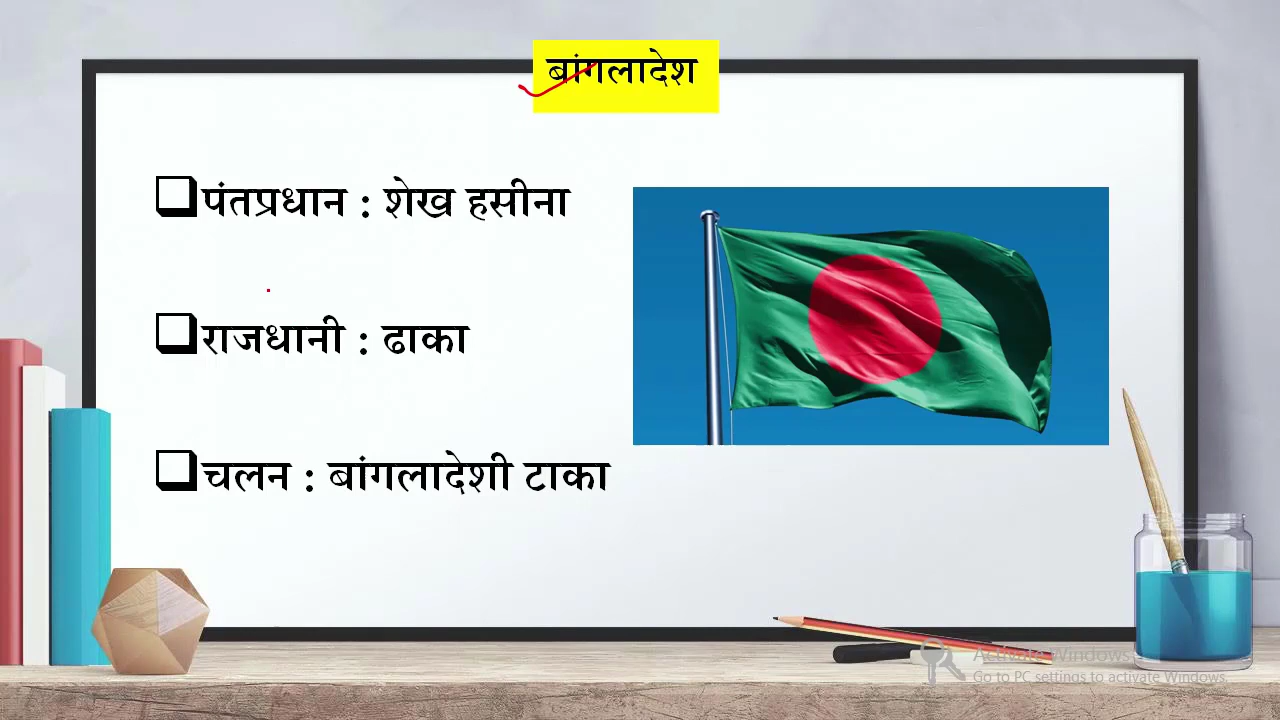 बांगलादेश
पंतप्रधान : शेख हसीना
राजधानी : ढाका
चलन : बांगलादेशी टाका
Activate Windows
Go to PC settings to activate Windows.